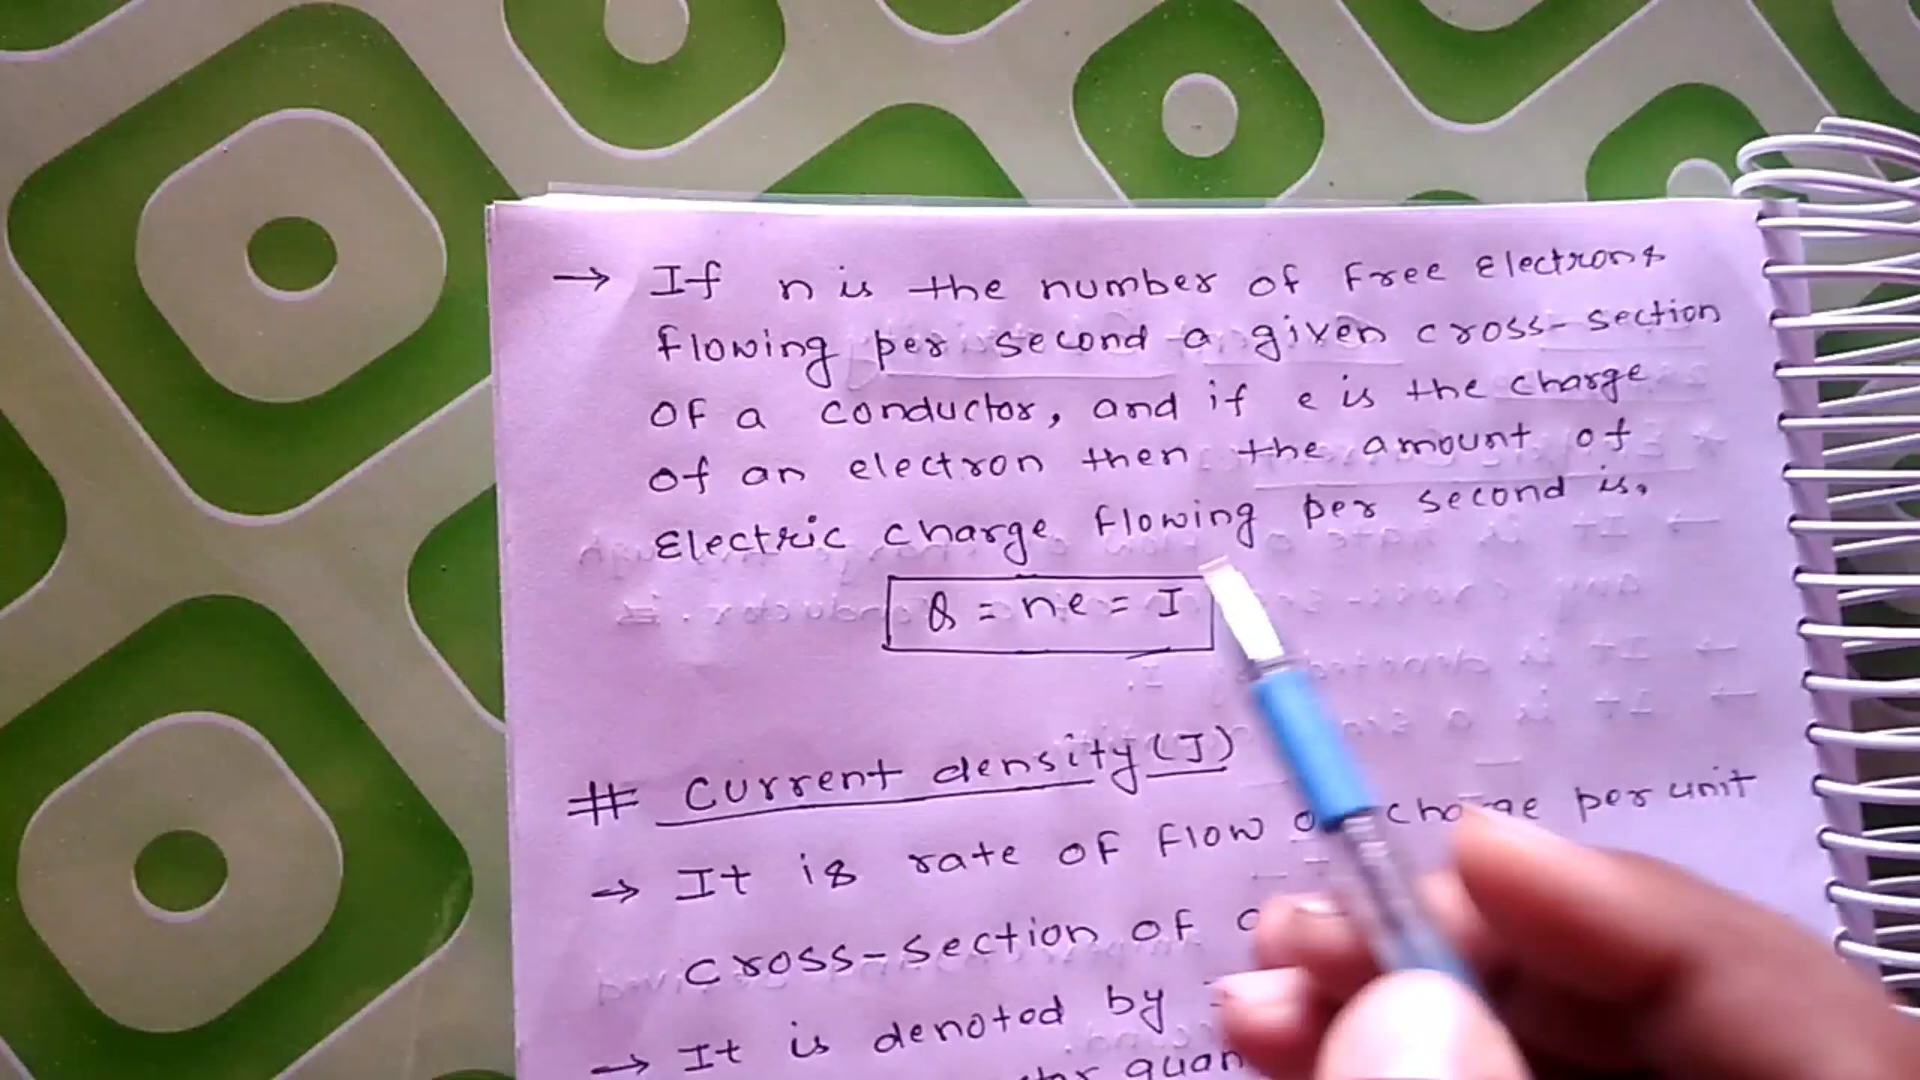 → If n is the number of Free Electrons
flowing per second a given cross-section
of a conductor, and if e is the charge
of an electron then the amount of
Electric charge flowing per second is,
Q = ne = I
# Current density (J)
→ It is rate of flow charge per unit
cross-section of
→ It is denoted by